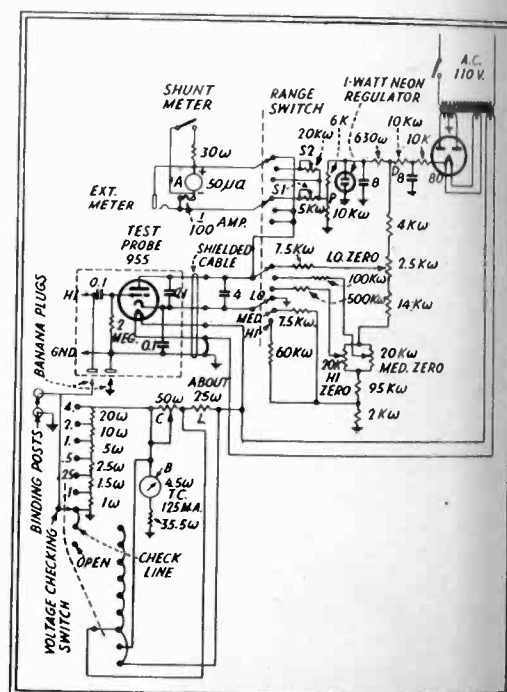 A.C.
110 V.
1-WATT NEON
REGULATOR
SHUNT
METER
RANGE
SWITCH
6K
10Kω
630ω
10K
20Kω
S2
30ω
A
50μa
8
D
8
80
EXT.
METER
S1
5Kω
P
10Kω
1/100 AMP.
4Kω
TEST
PROBE
955
SHIELDED
CABLE
7.5Kω
LO. ZERO
2.5Kω
100Kω
HI
0.1
4
LO.
500Kω
14Kω
MED.
HI
7.5Kω
2
MEG.
0.1
GND.
60Kω
20K
HI
ZERO
20Kω
MED. ZERO
BANANA PLUGS
ABOUT
25ω
95Kω
BINDING POSTS
4.
50ω
C
L
2Kω
20ω
2.
10ω
1.
5ω
.5
2.5ω
B
4.5ω
T.C.
125 M.A.
.25
1.5ω
.1
1ω
35.5ω
VOLTAGE CHECKING
SWITCH
OPEN
CHECK
LINE